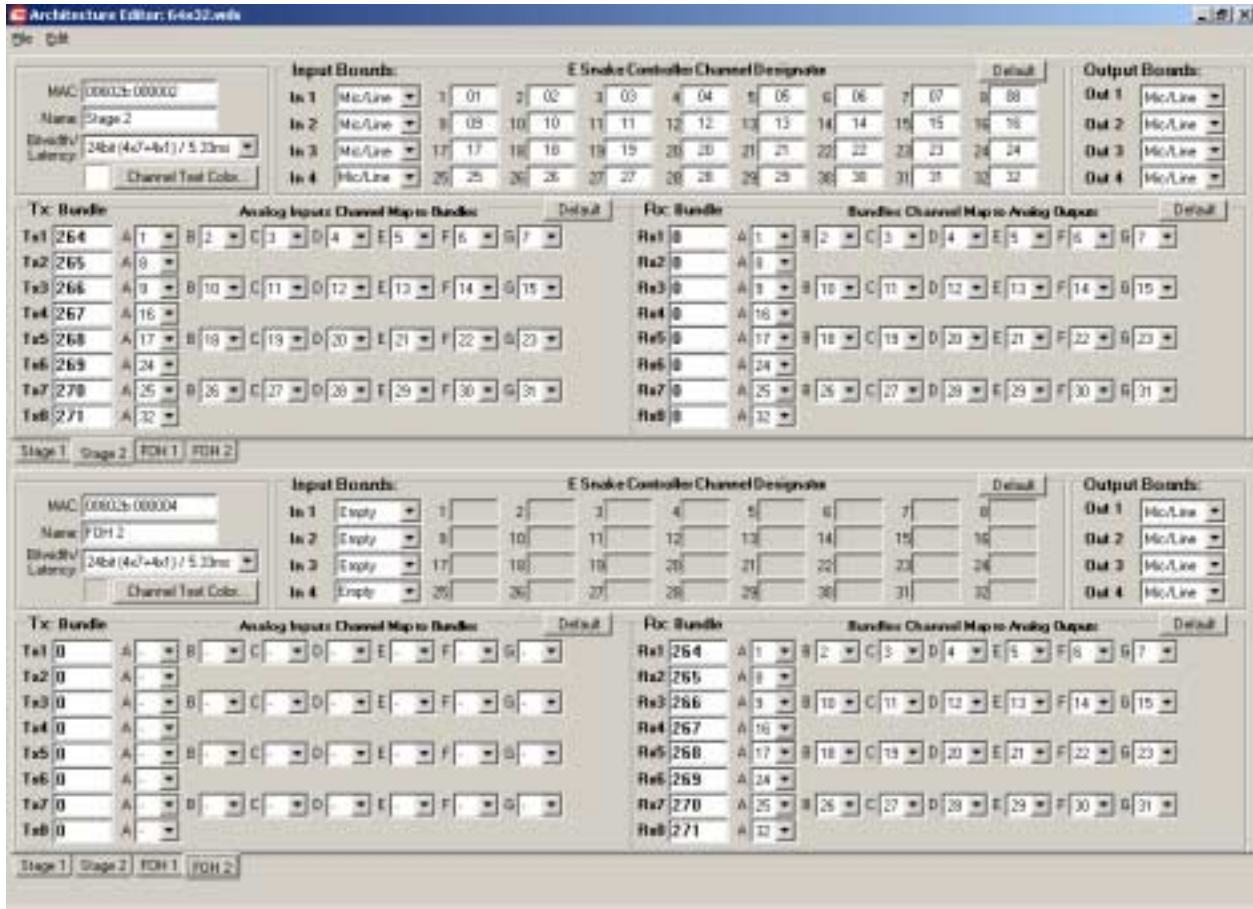 Architecture Editor: 64x32.wds
File Edit
Input Boards: E Snake Controller Channel Designator Default Output Boards:
MAC: 00602b 000002
Name: Stage 2
Bitwidth/ Latency: 24bit (4x7+4x1) / 5.33ms
Channel Text Color...
In 1 Mic/Line 1 01 2 02 3 03 4 04 5 05 6 06 7 07 8 08 Out 1 Mic/Line
In 2 Mic/Line 9 09 10 10 11 11 12 12 13 13 14 14 15 15 16 16 Out 2 Mic/Line
In 3 Mic/Line 17 17 18 18 19 19 20 20 21 21 22 22 23 23 24 24 Out 3 Mic/Line
In 4 Mic/Line 25 25 26 26 27 27 28 28 29 29 30 30 31 31 32 32 Out 4 Mic/Line
Tx: Bundle Analog Inputs Channel Map to Bundles Default Rx: Bundle Bundles Channel Map to Analog Outputs Default
Tx1 264 A 1 B 2 C 3 D 4 E 5 F 6 G 7 Rx1 0 A 1 B 2 C 3 D 4 E 5 F 6 G 7
Tx2 265 A 8 Rx2 0 A 8
Tx3 266 A 9 B 10 C 11 D 12 E 13 F 14 G 15 Rx3 0 A 9 B 10 C 11 D 12 E 13 F 14 G 15
Tx4 267 A 16 Rx4 0 A 16
Tx5 268 A 17 B 18 C 19 D 20 E 21 F 22 G 23 Rx5 0 A 17 B 18 C 19 D 20 E 21 F 22 G 23
Tx6 269 A 24 Rx6 0 A 24
Tx7 270 A 25 B 26 C 27 D 28 E 29 F 30 G 31 Rx7 0 A 25 B 26 C 27 D 28 E 29 F 30 G 31
Tx8 271 A 32 Rx8 0 A 32
Stage 1 Stage 2 FOH 1 FOH 2
Input Boards: E Snake Controller Channel Designator Default Output Boards:
MAC: 00602b 000004
Name: FOH 2
Bitwidth/ Latency: 24bit (4x7+4x1) / 5.33ms
Channel Text Color...
In 1 Empty 1 2 3 4 5 6 7 8 Out 1 Mic/Line
In 2 Empty 9 10 11 12 13 14 15 16 Out 2 Mic/Line
In 3 Empty 17 18 19 20 21 22 23 24 Out 3 Mic/Line
In 4 Empty 25 26 27 28 29 30 31 32 Out 4 Mic/Line
Tx: Bundle Analog Inputs Channel Map to Bundles Default Rx: Bundle Bundles Channel Map to Analog Outputs Default
Tx1 0 A - B - C - D - E - F - G - Rx1 264 A 1 B 2 C 3 D 4 E 5 F 6 G 7
Tx2 0 A - Rx2 265 A 8
Tx3 0 A - B - C - D - E - F - G - Rx3 266 A 9 B 10 C 11 D 12 E 13 F 14 G 15
Tx4 0 A - Rx4 267 A 16
Tx5 0 A - B - C - D - E - F - G - Rx5 268 A 17 B 18 C 19 D 20 E 21 F 22 G 23
Tx6 0 A - Rx6 269 A 24
Tx7 0 A - B - C - D - E - F - G - Rx7 270 A 25 B 26 C 27 D 28 E 29 F 30 G 31
Tx8 0 A - Rx8 271 A 32
Stage 1 Stage 2 FOH 1 FOH 2